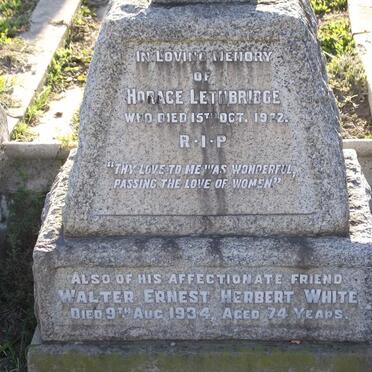 IN LOVING MEMORY
OF
HORACE LETHBRIDGE
WHO DIED 15TH OCT. 1922.
R·I·P
"THY LOVE TO ME WAS WONDERFUL,
PASSING THE LOVE OF WOMEN"
ALSO OF HIS AFFECTIONATE FRIEND
WALTER ERNEST HERBERT WHITE
DIED 9TH AUG. 1934, AGED 74 YEARS.